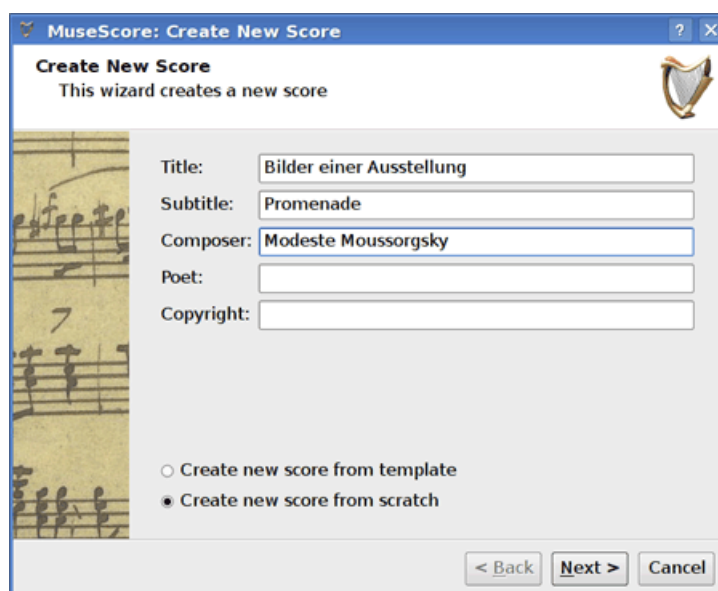 MuseScore: Create New Score
Create New Score
This wizard creates a new score
Title: Bilder einer Ausstellung
Subtitle: Promenade
Composer: Modeste Moussorgsky
Poet:
Copyright:
7
Create new score from template
Create new score from scratch
< Back Next > Cancel